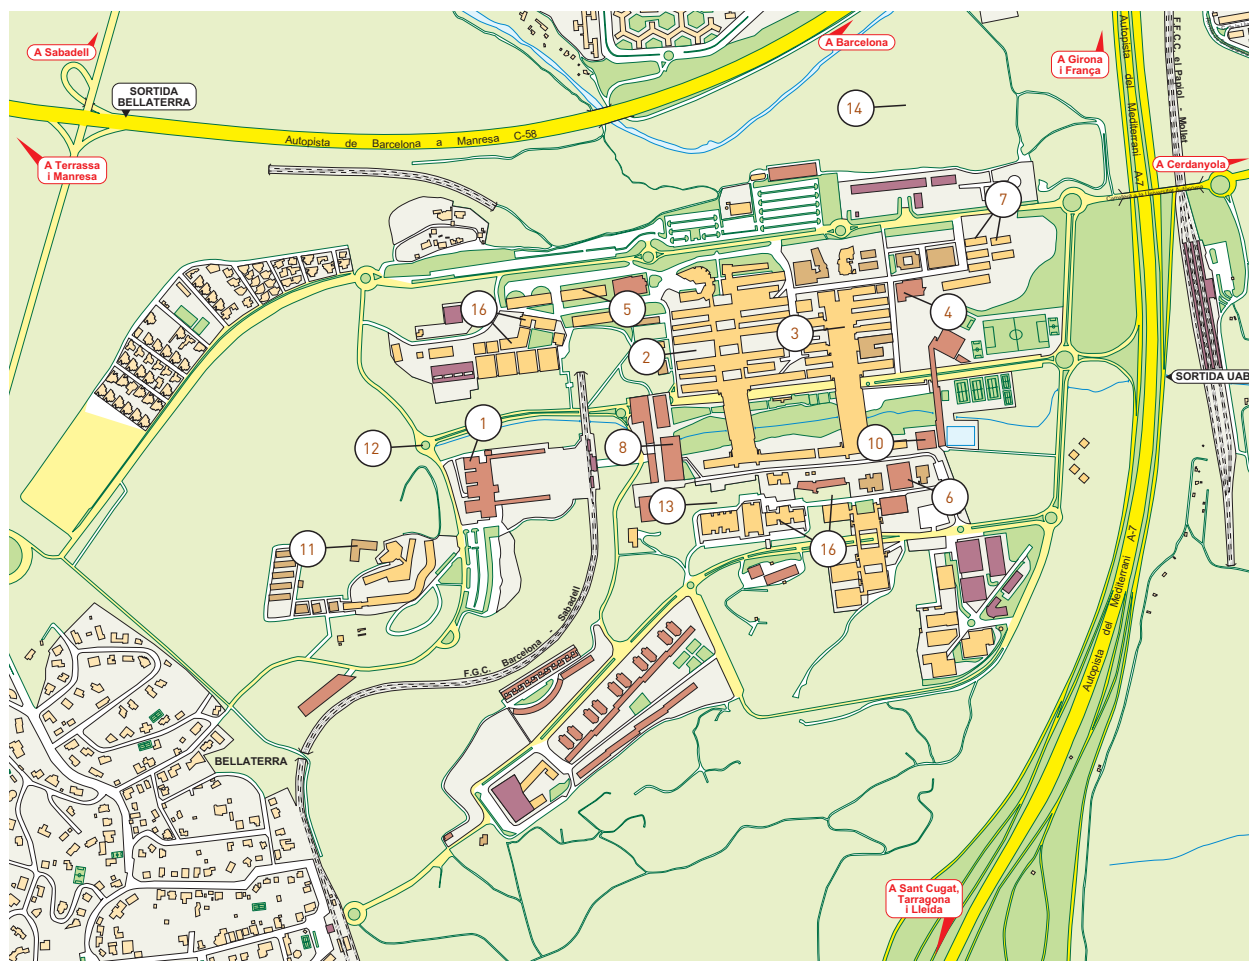 A Sabadell
SORTIDA
BELLATERRA
A Terrassa
i Manresa
Autopista de Barcelona a Manresa C-58
A Barcelona
A Girona
i França
Autopista del Mediterrani A-7
F.G.C. el Papiol - Mollet
A Cerdanyola
14
7
16
5
4
3
2
SORTIDA UAB
1
12
8
10
13
6
11
16
F.G.C. Barcelona - Sabadell
Autopista del Mediterrani A-7
BELLATERRA
A Sant Cugat,
Tarragona
i Lleida